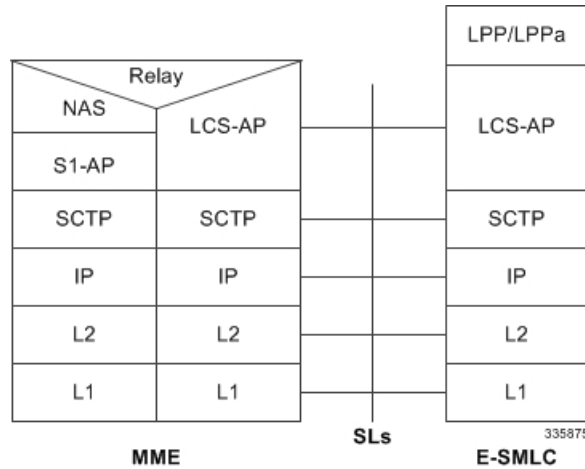 LPP/LPPa
Relay
NAS
LCS-AP
LCS-AP
S1-AP
SCTP
SCTP
SCTP
IP
IP
IP
L2
L2
L2
L1
L1
L1
335875
SLs
MME
E-SMLC